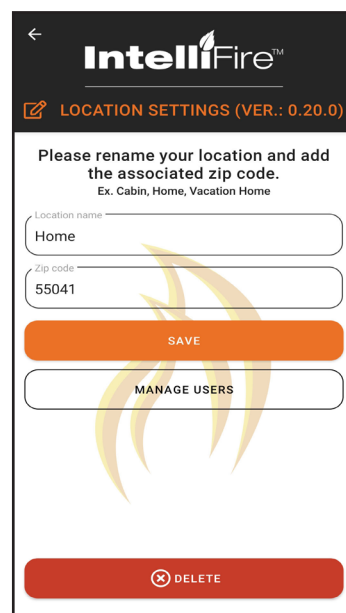 IntelliFire™
LOCATION SETTINGS (VER.: 0.20.0)
Please rename your location and add
the associated zip code.
Ex. Cabin, Home, Vacation Home
Location name
Home
Zip code
55041
SAVE
MANAGE USERS
DELETE